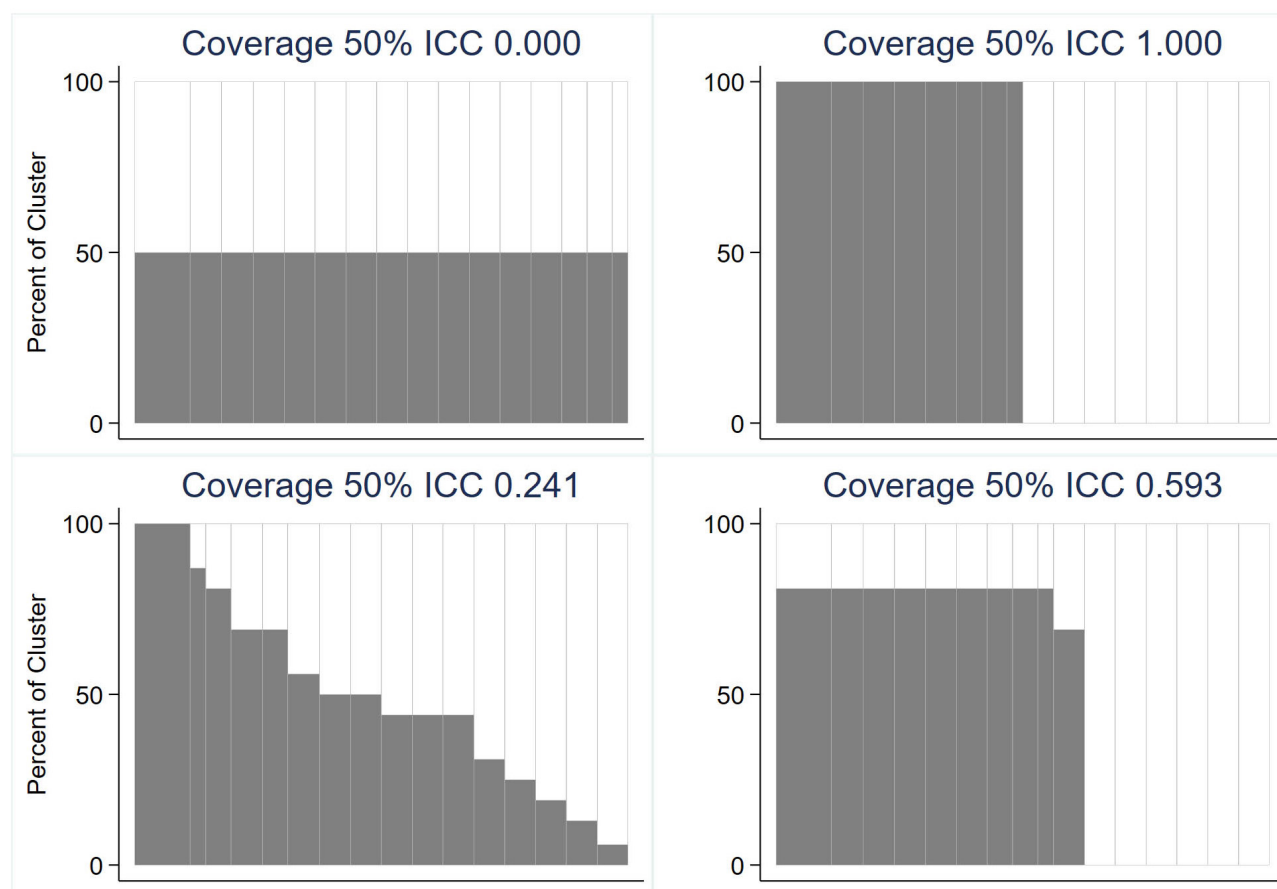 Coverage 50% ICC 0.000
100
50
0
Percent of Cluster
Coverage 50% ICC 1.000
100
50
0
Coverage 50% ICC 0.241
100
50
0
Percent of Cluster
Coverage 50% ICC 0.593
100
50
0